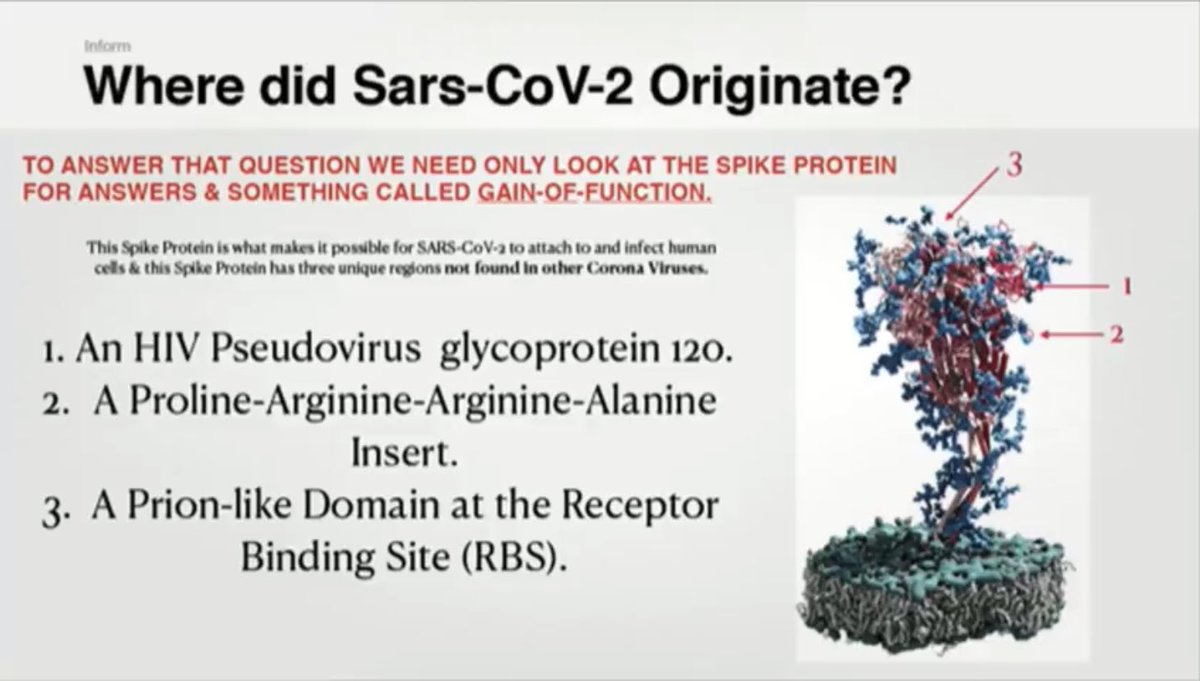 Inform
Where did Sars-CoV-2 Originate?
TO ANSWER THAT QUESTION WE NEED ONLY LOOK AT THE SPIKE PROTEIN
FOR ANSWERS & SOMETHING CALLED GAIN-OF-FUNCTION.
This Spike Protein is what makes it possible for SARS-CoV-2 to attach to and infect human
cells & this Spike Protein has three unique regions not found in other Corona Viruses.
1. An HIV Pseudovirus glycoprotein 120.
2. A Proline-Arginine-Arginine-Alanine
Insert.
3. A Prion-like Domain at the Receptor
Binding Site (RBS).
3
1
2